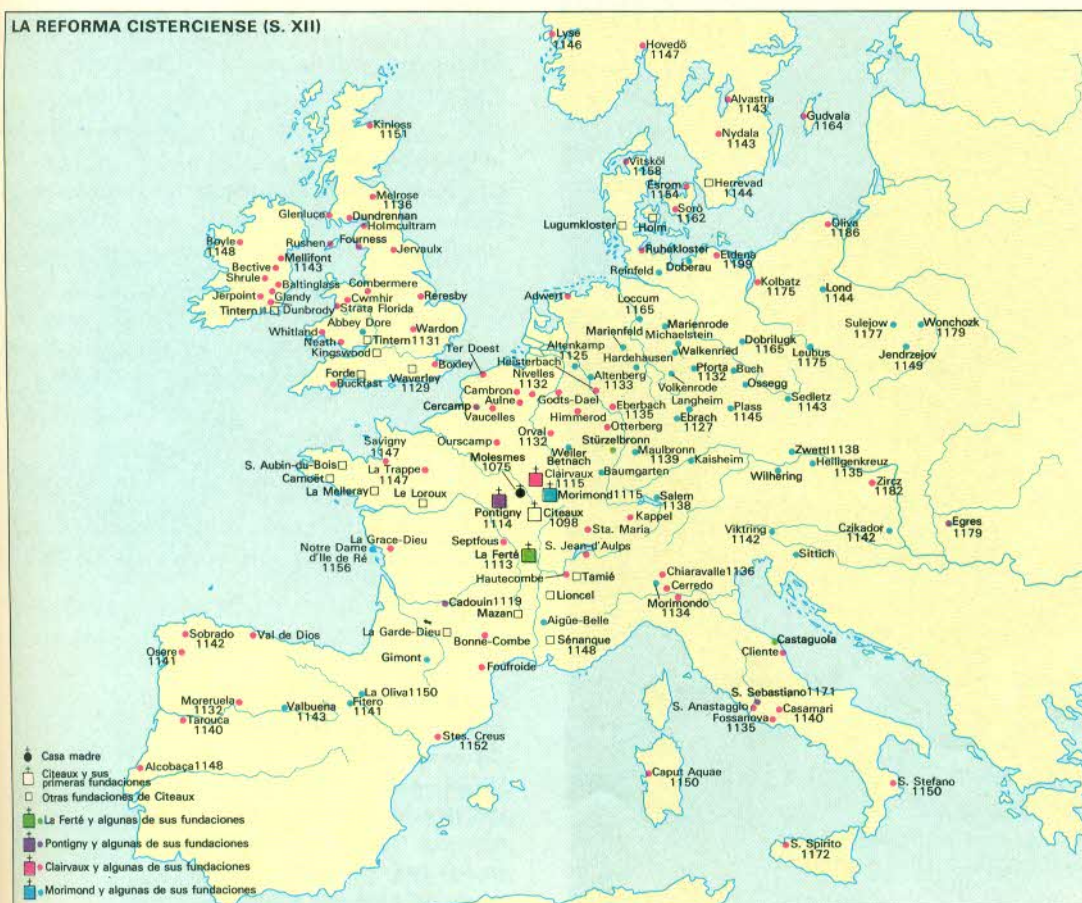 LA REFORMA CISTERCIENSE (S. XII)
Lysé
1146
Hovedö
1147
Alvastra
1143
Gudvala
1164
Nydala
1143
Kinloss
1151
Vitsköl
1158
Esrom
1154
Herrevad
1144
Sorö
1162
Lugumkloster
Holm
Melrose
1136
Glenluce
Dundrennan
Holmcultram
Boyle
1148
Rushen
Fourness
Jervaulx
Mellifont
1143
Bective
Shrule
Baltinglass
Combermere
Jerpoint
Glandy
Cwmhir
Reresby
Tintern
Dunbrody
Strata Florida
Whitland
Abbey Dore
Wardon
Neath
Tintern 1131
Kingswood
Forde
Waverley
1129
Boxley
Buckfast
Ruhekloster
Eldena
1199
Oliva
1186
Reinfeld
Doberau
Kolbatz
1175
Lond
1144
Adwert
Loccum
1165
Sulejow
1177
Wonchozk
1179
Marienfeld
Marienrode
Michaelstein
Dobrilugk
1165
Leubus
1175
Jendrzejov
1149
Altenkamp
1125
Walkenried
Hardehausen
Ter Doest
Heisterbach
Nivelles
1132
Altenberg
1133
Pforta
1132
Buch
Volkenrode
Ossegg
Cambron
Aulne
Godts-Dael
Langheim
Cercamp
Eberbach
1135
Plass
1145
Sedletz
1143
Vaucelles
Himmerod
Ebrach
1127
Otterberg
Ourscamp
Orval
1132
Stürzelbronn
Savigny
1147
Weiler
Betnach
Maulbronn
1139
Kaisheim
Zwettl 1138
Heiligenkreuz
1135
S. Aubin-du-Bois
La Trappe
1147
Molesmes
1075
Clairvaux
1115
Baumgarten
Wilhering
Camoët
La Melleray
Le Loroux
Morimond 1115
Salem
1138
Zircz
1182
Pontigny
1114
Citeaux
1098
Kappel
Sta. Maria
Egres
1179
La Grace-Dieu
Septfous
S. Jean-d'Aulps
Viktring
1142
Czikador
1142
Notre Dame
d'Ile de Ré
1156
La Ferté
1113
Sittich
Hautecombe
Tamié
Chiaravalle 1136
Cerredo
Cadouin 1119
Lioncel
Morimondo
1134
Mazan
Aigüe-Belle
La Garde-Dieu
Bonne-Combe
Sénanque
1148
Castaguola
Cliente
Sobrado
1142
Val de Dios
Gimont
Foufroide
Osere
1141
La Oliva 1150
S. Sebastiano 1171
Moreruela
1132
Valbuena
1143
Fitero
1141
S. Anastaggio
1135
Casamari
1140
Fossanova
Tarouca
1140
Stes. Creus
1152
Alcobaça 1148
Caput Aquae
1150
S. Stefano
1150
S. Spirito
1172
Casa madre
Citeaux y sus
primeras fundaciones
Otras fundaciones de Citeaux
La Ferté y algunas de sus fundaciones
Pontigny y algunas de sus fundaciones
Clairvaux y algunas de sus fundaciones
Morimond y algunas de sus fundaciones